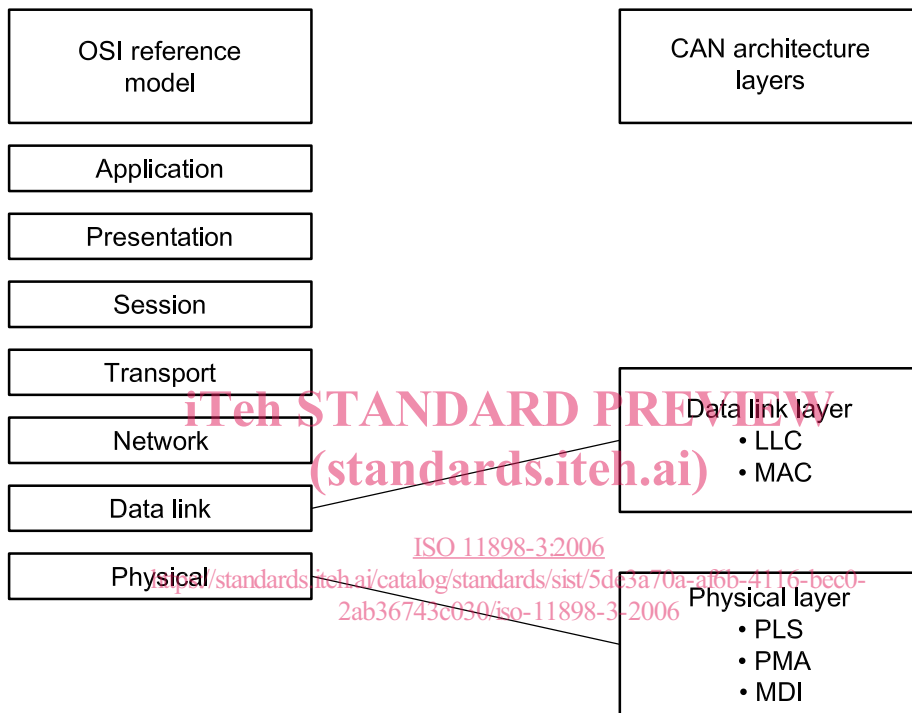 OSI reference
model
CAN architecture
layers
Application
Presentation
Session
Transport
Network
Data link
Physical
Data link layer
• LLC
• MAC
Physical layer
• PLS
• PMA
• MDI
iTeh STANDARD PREVIEW
(standards.iteh.ai)
ISO 11898-3:2006
https://standards.iteh.ai/catalog/standards/sist/5de3a70a-af6b-4116-bec0-
2ab36743c030/iso-11898-3-2006